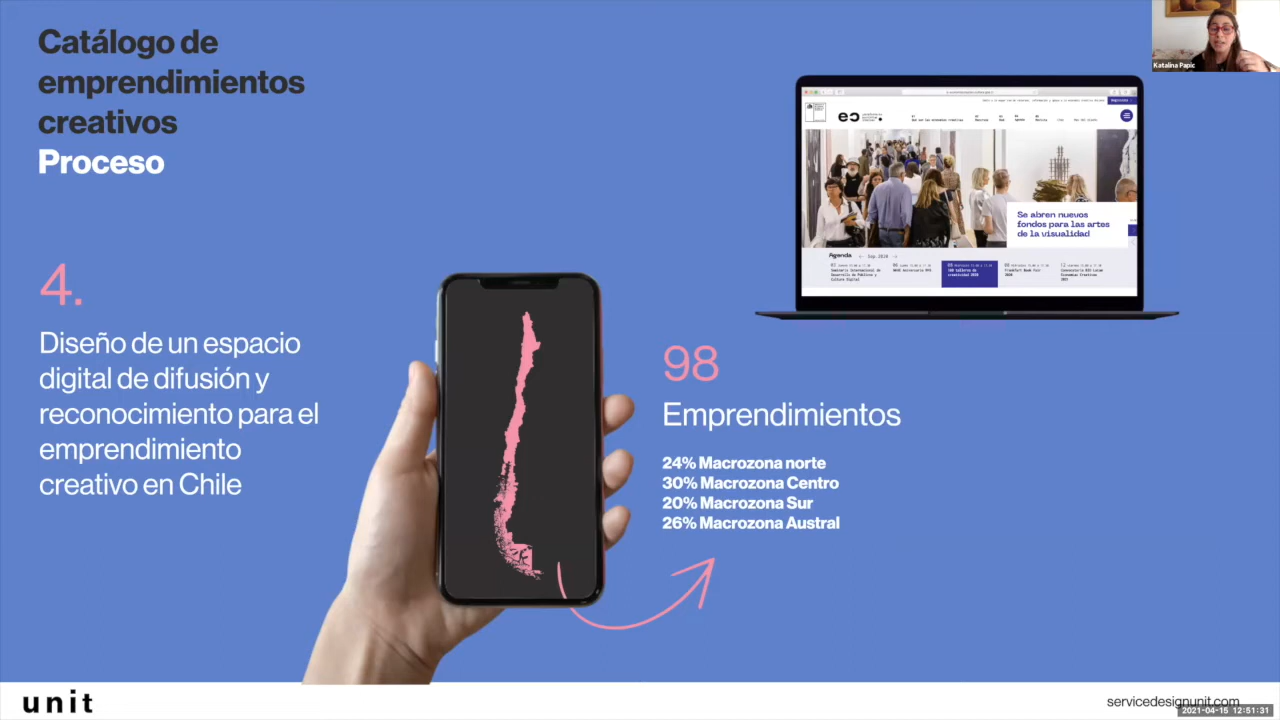 Catálogo de
emprendimientos
creativos
Proceso
Katalina Papic
4.
Diseño de un espacio
digital de difusión y
reconocimiento para el
emprendimiento
creativo en Chile
Se abren nuevos
fondos para las artes
de la visualidad
Agenda
Sep.2020
98
Emprendimientos
24% Macrozona norte
30% Macrozona Centro
20% Macrozona Sur
26% Macrozona Austral
unit
servicedesignunit.com
2021-04-15 12:51:31